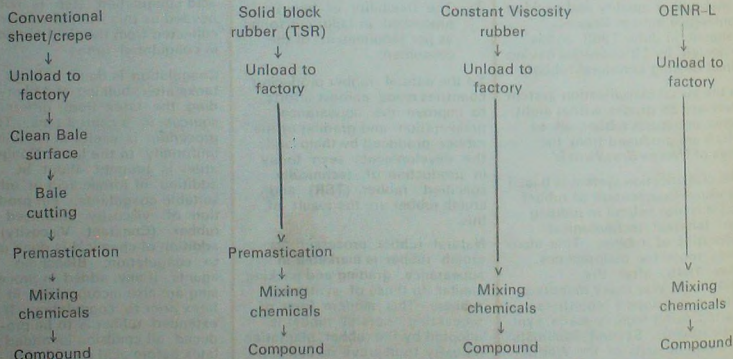 Conventional
sheet/crepe
Unload to
factory
Clean Bale
surface
Bale
cutting
Premastication
Mixing
chemicals
Compound
Solid block
rubber (TSR)
Unload to
factory
Premastication
Mixing
chemicals
Compound
Constant Viscosity
rubber
Unload to
factory
Mixing
chemicals
Compound
OENR-L
Unload to
factory
Mixing
chemicals
Compound